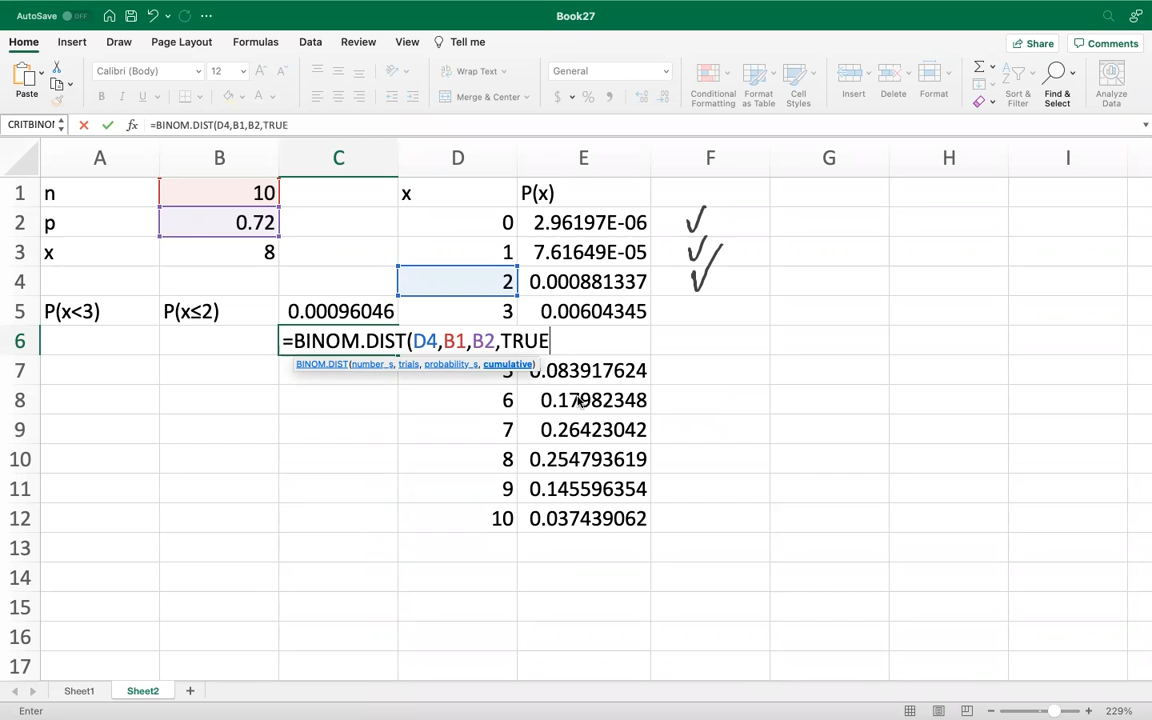 AutoSave OFF Book27
Home Insert Draw Page Layout Formulas Data Review View Tell me Share Comments
Paste Calibri (Body) 12 Wrap Text General Conditional Formatting Format as Table Cell Styles Insert Delete Format Sort & Filter Find & Select Analyze Data
B I U Merge & Center $ % 
CRITBINOM fx =BINOM.DIST(D4,B1,B2,TRUE
A B C D E F G H I
1 n 10 x P(x)
2 p 0.72 0 2.96197E-06
3 x 8 1 7.61649E-05
4 2 0.000881337
5 P(x<3) P(x≤2) 0.00096046 3 0.00604345
6 =BINOM.DIST(D4,B1,B2,TRUE
BINOM.DIST(number_s, trials, probability_s, cumulative)
7 5 0.083917624
8 6 0.17982348
9 7 0.26423042
10 8 0.254793619
11 9 0.145596354
12 10 0.037439062
13
14
15
16
17
Sheet1 Sheet2 +
Enter 229%